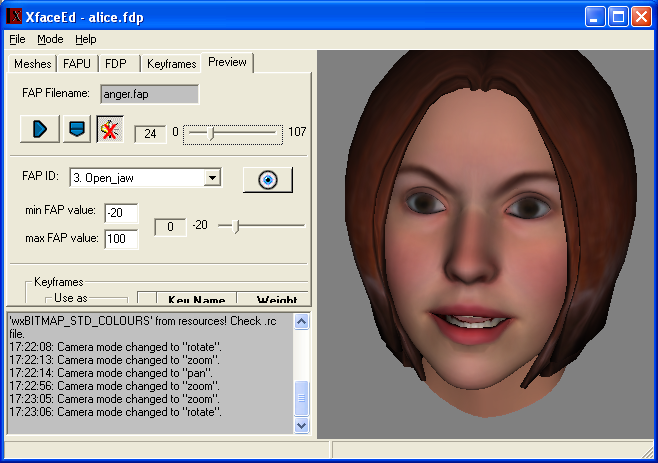 XfaceEd - alice.fdp
File Mode Help
Meshes FAPU FDP Keyframes Preview
FAP Filename: anger.fap
24 0 107
FAP ID: 3. Open_jaw
min FAP value: -20
max FAP value: 100
0 -20
Keyframes
Use as Key Name Weight
'wxBITMAP_STD_COLOURS' from resources! Check .rc
file.
17:22:08: Camera mode changed to "rotate".
17:22:13: Camera mode changed to "zoom".
17:22:14: Camera mode changed to "pan".
17:22:56: Camera mode changed to "zoom".
17:23:05: Camera mode changed to "zoom".
17:23:06: Camera mode changed to "rotate".